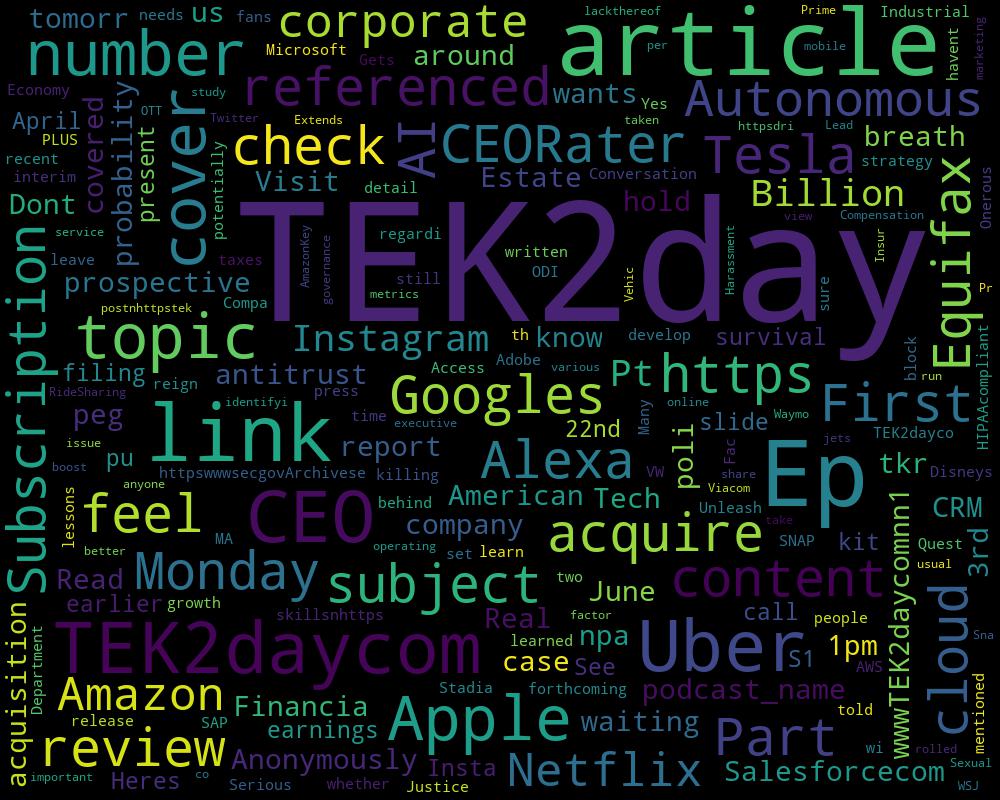 tomorr needs us fans corporate lackthereof Prime Industrial
number Microsoft Gets around article per mobile havent marketing
Economy OTT study referenced wants Yes Autonomous
April covered probability cover Twitter Extends taken httpsdri Lead breath
PLUS present check AI CEORater Tesla strategy
recent interim potentially Visit detail Estate Conversation Billion Equifax Onerous
Dont hold view Compensation
service TEK2day
leave taxes AmazonKey governance regardi written ODI Vehic Harassment sure Insur
prospective still metrics Pr
postnhttpstek Compa
Subscription topic Instagram th know develop survival block HIPAAcompliant
filing reign antitrust Access Adobe various Pt https run
RideSharing press Googles First
peg identifyi time executive 22nd Many online slide Waymo TEK2dayco
issue link report poli Fac jets
boost pu httpswwwsecgovArchivese killing Alexa VW share Ep tkr Disneys
anyone Viacom
lessons feel CEO behind American Tech Unleash take wwwTEK2daycomnn1 CRM
MA company acquire SNAP kit Quest 3rd
better operating set learn usual
Read Monday subject two June content cloud
earlier growth factor
acquisition Department skillsnhttps Real learned npa call people Sna
TEK2daycom case See Uber S1 1pm AWS
Amazon Stadia forthcoming podcast_name mentioned
release SAP Financia Apple told
review earnings waiting Part wi rolled
Anonymously Insta Netflix Salesforcecom Sexual
important Heres co Serious whether Justice WSJ